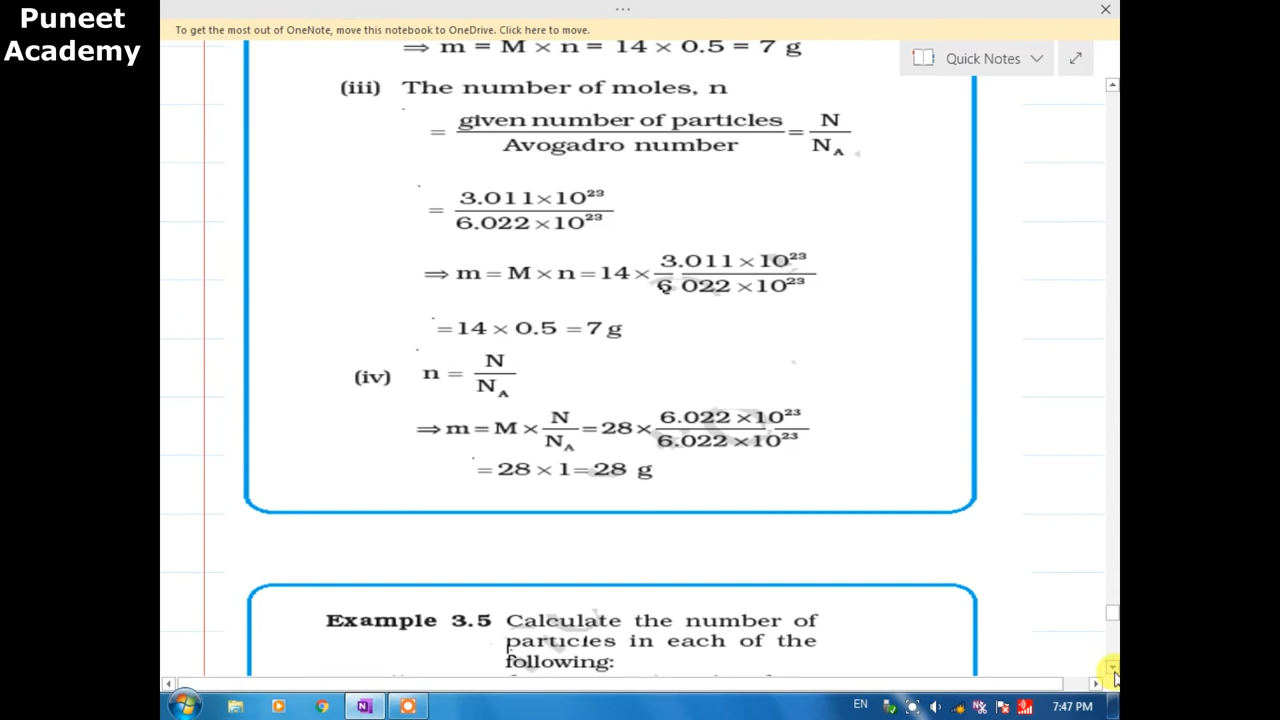 Puneet
Academy
To get the most out of OneNote, move this notebook to OneDrive. Click here to move.
Quick Notes
⇒ m = M × n = 14 × 0.5 = 7 g
(iii) The number of moles, n
= given number of particles / Avogadro number = N / N_A
= 3.011×10²³ / 6.022×10²³
⇒ m = M × n = 14 × 3.011 × 10²³ / 6 022 × 10²³
= 14 × 0.5 = 7 g
(iv) n = N / N_A
⇒ m = M × N / N_A = 28 × 6.022 × 10²³ / 6.022 × 10²³
= 28 × 1 = 28 g
Example 3.5 Calculate the number of
particles in each of the
following:
EN
7:47 PM